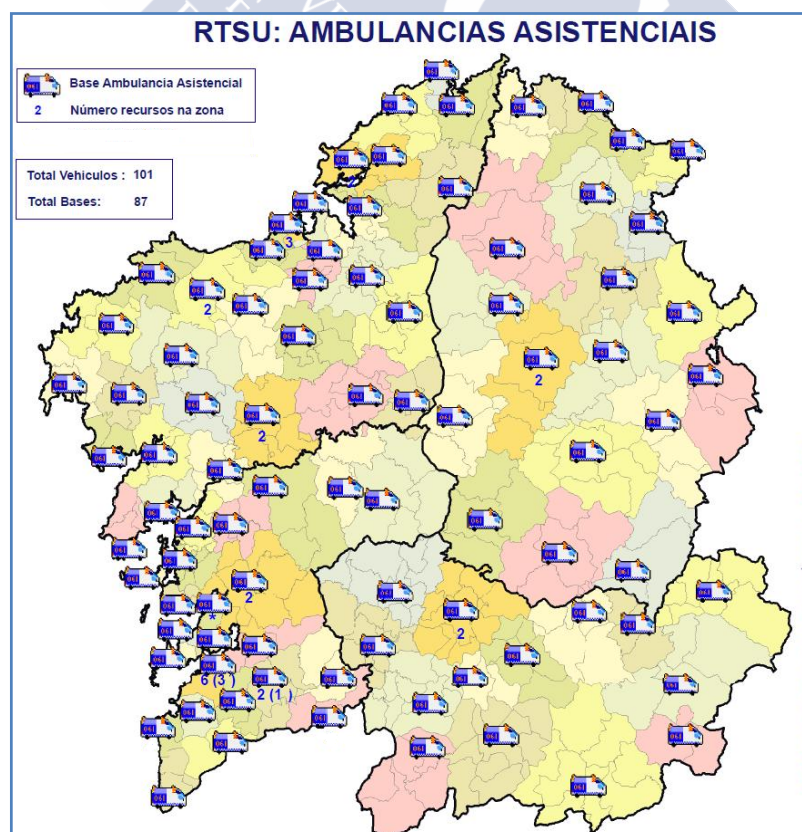 RTSU: AMBULANCIAS ASISTENCIAIS
061 Base Ambulancia Asistencial
2 Número recursos na zona
Total Vehiculos : 101
Total Bases: 87
3
2
2
2
2
*
2
6 (3 )
2 (1 )